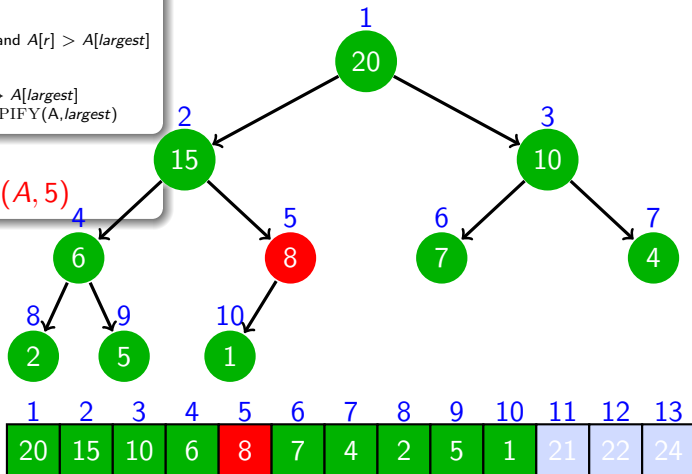 and A[r] > A[largest]
A[largest]
(A,largest)
(A, 5)
1
20
2 3
15 10
4 5 6 7
6 8 7 4
8 9 10
2 5 1
1 2 3 4 5 6 7 8 9 10 11 12 13
20 15 10 6 8 7 4 2 5 1 21 22 24